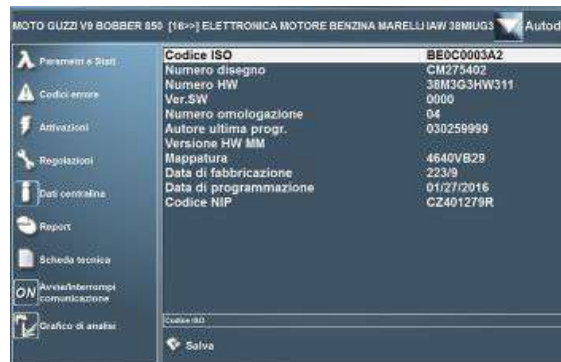 MOTO GUZZI V9 BOBBER 850 [16>>] ELETTRONICA MOTORE BENZINA MARELLI IAW 38MIUG3 Autod
Parametri e Stati
Codici errore
Attivazioni
Regolazioni
Dati centralina
Report
Scheda tecnica
ON Avvia/Interrompi
comunicazione
Grafico di analisi
Codice ISO BE0C0003A2
Numero disegno CM275402
Numero HW 38M3G3HW311
Ver.SW 0000
Numero omologazione 04
Autore ultima progr. 030259999
Versione HW MM
Mappatura 4640VB29
Data di fabbricazione 223/9
Data di programmazione 01/27/2016
Codice NIP CZ401279R
Codice ISO
Salva